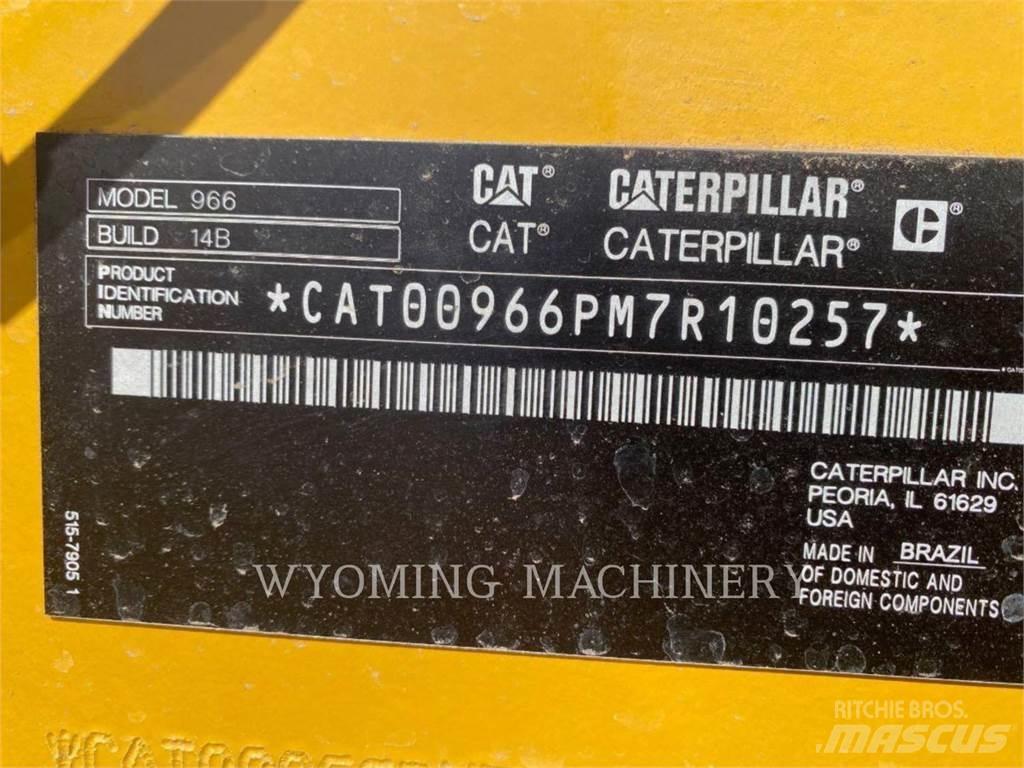 MODEL 966
BUILD 14B
CAT® CATERPILLAR® C®
CAT® CATERPILLAR®
PRODUCT
IDENTIFICATION
NUMBER
*CAT00966PM7R10257*
CATERPILLAR INC.
PEORIA, IL 61629
USA
MADE IN BRAZIL
OF DOMESTIC AND
FOREIGN COMPONENTS
515-7905 1
WYOMING MACHINERY
RITCHIE BROS.
MASCUS